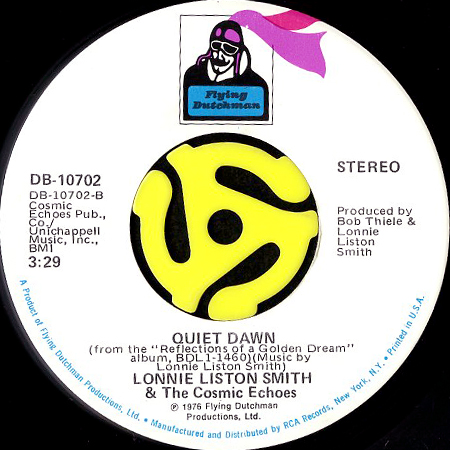 Flying
Dutchman
DB-10702
DB-10702-B
Cosmic
Echoes Pub.,
Co./
Unichappell
Music, Inc.,
BMI
3:29
STEREO
Produced by
Bob Thiele &
Lonnie
Liston
Smith
QUIET DAWN
(from the "Reflections of a Golden Dream"
album, BDL1-1460)(Music by
Lonnie Liston Smith)
LONNIE LISTON SMITH
& The Cosmic Echoes
℗ 1976 Flying Dutchman
Productions, Ltd.
A Product of Flying Dutchman Productions, Ltd. • Manufactured and Distributed by RCA Records, New York, N.Y. • Printed in U.S.A.